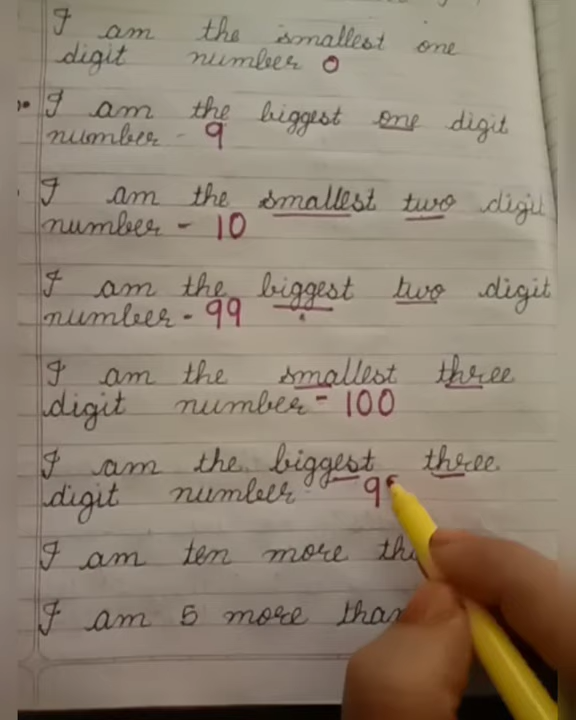 I am the smallest one
digit number 0
I am the biggest one digit
number - 9
I am the smallest two digit
number - 10
I am the biggest two digit
number - 99
I am the smallest three
digit number - 100
I am the biggest three
digit number 9
I am ten more
I am 5 more than